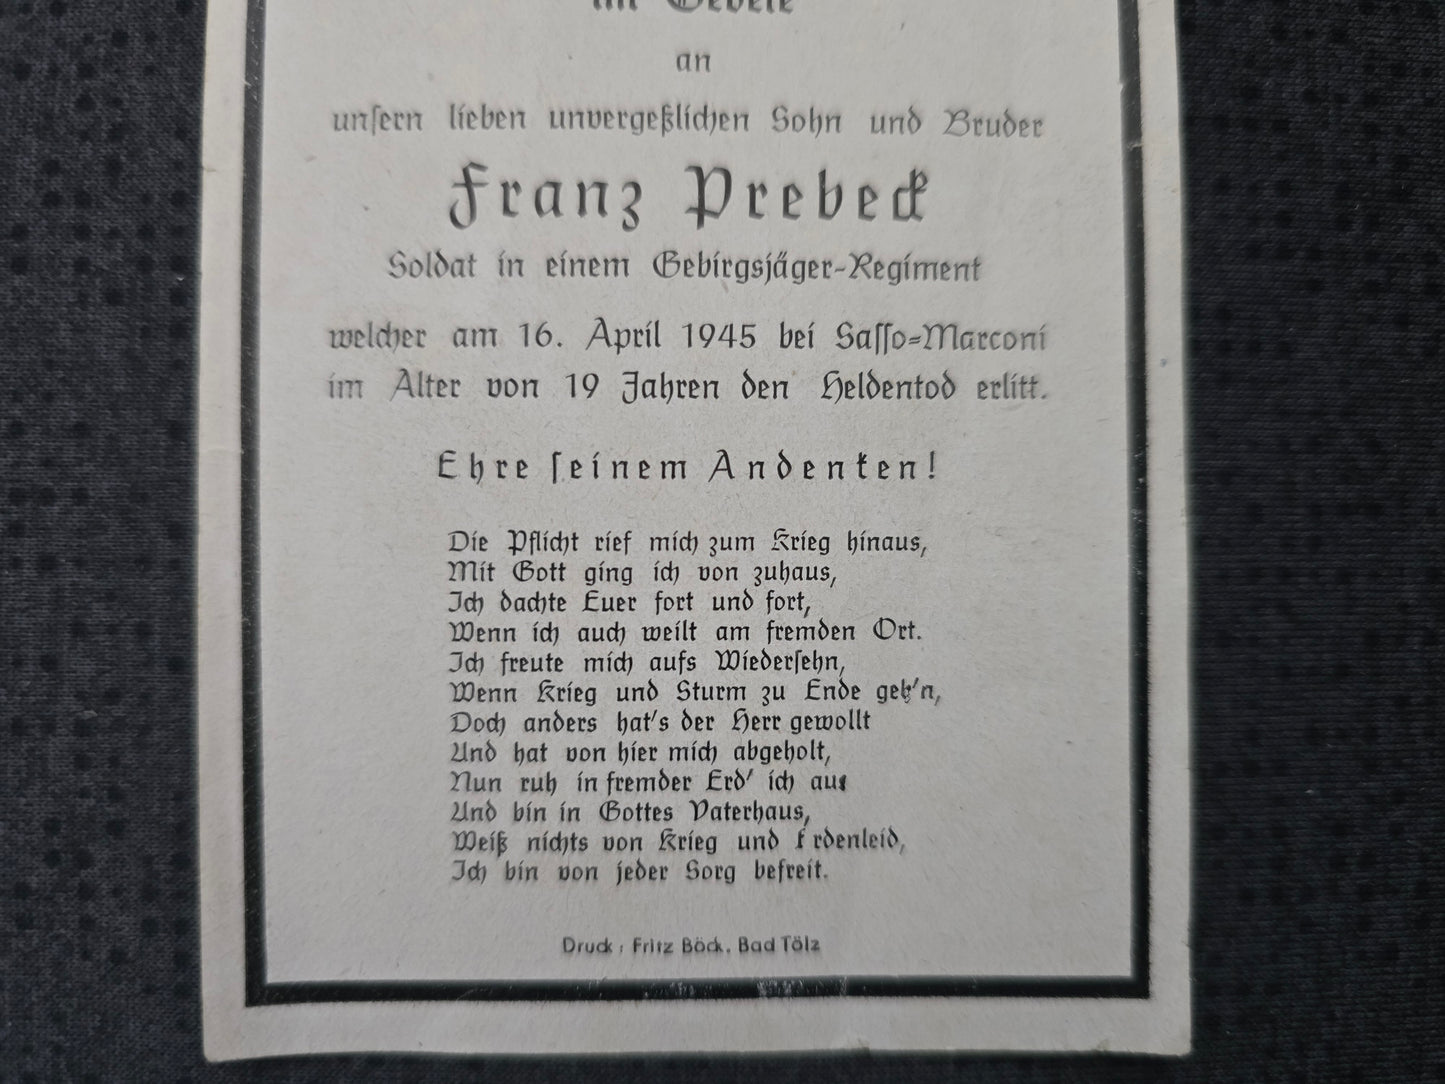 im Gebete
an
unsern lieben unvergeßlichen Sohn und Bruder
Franz Prebeck
Soldat in einem Gebirgsjäger-Regiment
welcher am 16. April 1945 bei Sasso-Marconi
im Alter von 19 Jahren den Heldentod erlitt.
Ehre seinem Andenken!
Die Pflicht rief mich zum Krieg hinaus,
Mit Gott ging ich von zuhaus,
Ich dachte Euer fort und fort,
Wenn ich auch weilt am fremden Ort.
Ich freute mich aufs Wiedersehn,
Wenn Krieg und Sturm zu Ende geh'n,
Doch anders hat's der Herr gewollt
Und hat von hier mich abgeholt,
Nun ruh in fremder Erd' ich aus
Und bin in Gottes Vaterhaus,
Weiß nichts von Krieg und Erdenleid,
Ich bin von jeder Sorg befreit.
Druck: Fritz Böck, Bad Tölz